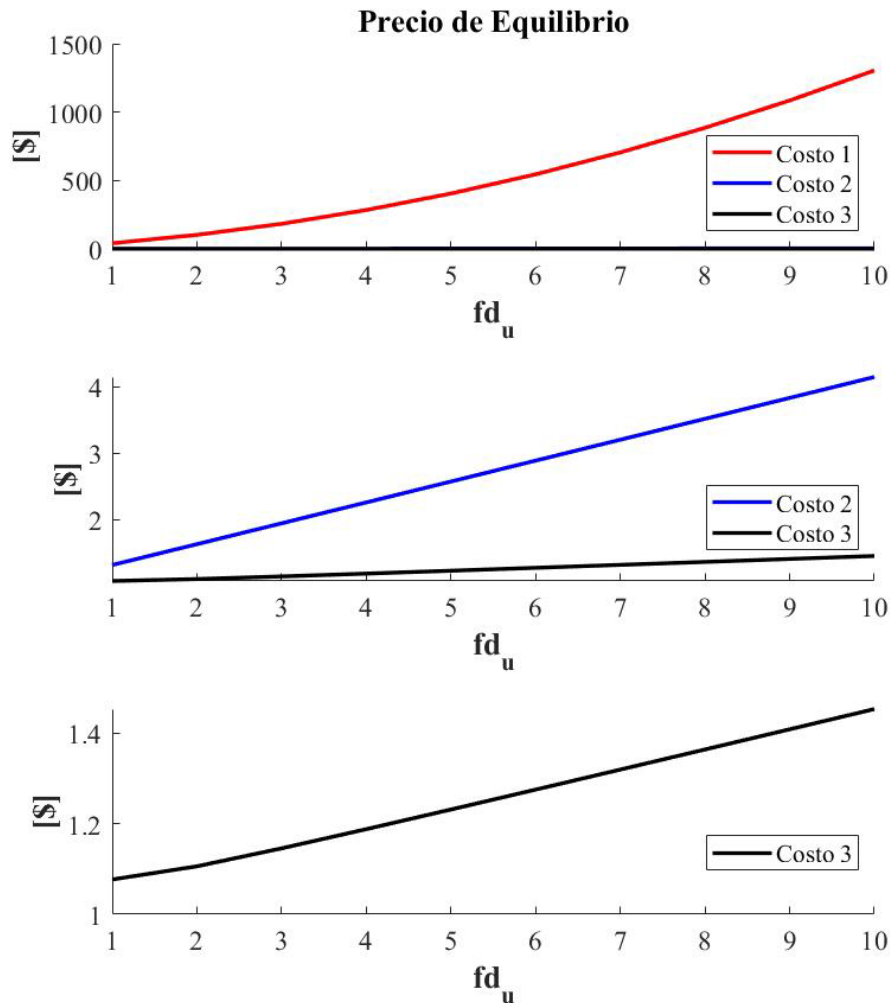 Precio de Equilibrio
1500
1000
500
0
[$]
Costo 1
Costo 2
Costo 3
1 2 3 4 5 6 7 8 9 10
fd_u
4
3
2
[$]
Costo 2
Costo 3
1 2 3 4 5 6 7 8 9 10
fd_u
1.4
1.2
1
[$]
Costo 3
1 2 3 4 5 6 7 8 9 10
fd_u